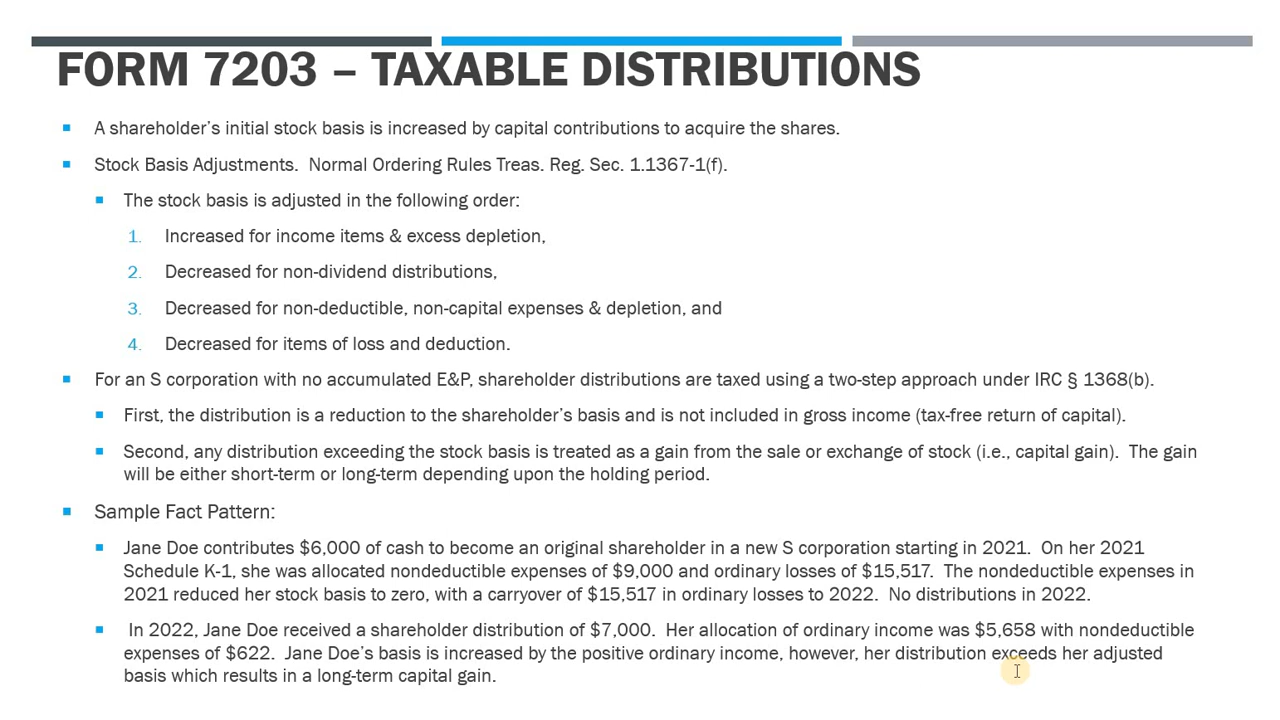 FORM 7203 – TAXABLE DISTRIBUTIONS
A shareholder's initial stock basis is increased by capital contributions to acquire the shares.
Stock Basis Adjustments. Normal Ordering Rules Treas. Reg. Sec. 1.1367-1(f).
The stock basis is adjusted in the following order:
1. Increased for income items & excess depletion,
2. Decreased for non-dividend distributions,
3. Decreased for non-deductible, non-capital expenses & depletion, and
4. Decreased for items of loss and deduction.
For an S corporation with no accumulated E&P, shareholder distributions are taxed using a two-step approach under IRC § 1368(b).
First, the distribution is a reduction to the shareholder's basis and is not included in gross income (tax-free return of capital).
Second, any distribution exceeding the stock basis is treated as a gain from the sale or exchange of stock (i.e., capital gain). The gain
will be either short-term or long-term depending upon the holding period.
Sample Fact Pattern:
Jane Doe contributes $6,000 of cash to become an original shareholder in a new S corporation starting in 2021. On her 2021
Schedule K-1, she was allocated nondeductible expenses of $9,000 and ordinary losses of $15,517. The nondeductible expenses in
2021 reduced her stock basis to zero, with a carryover of $15,517 in ordinary losses to 2022. No distributions in 2022.
In 2022, Jane Doe received a shareholder distribution of $7,000. Her allocation of ordinary income was $5,658 with nondeductible
expenses of $622. Jane Doe's basis is increased by the positive ordinary income, however, her distribution exceeds her adjusted
basis which results in a long-term capital gain.